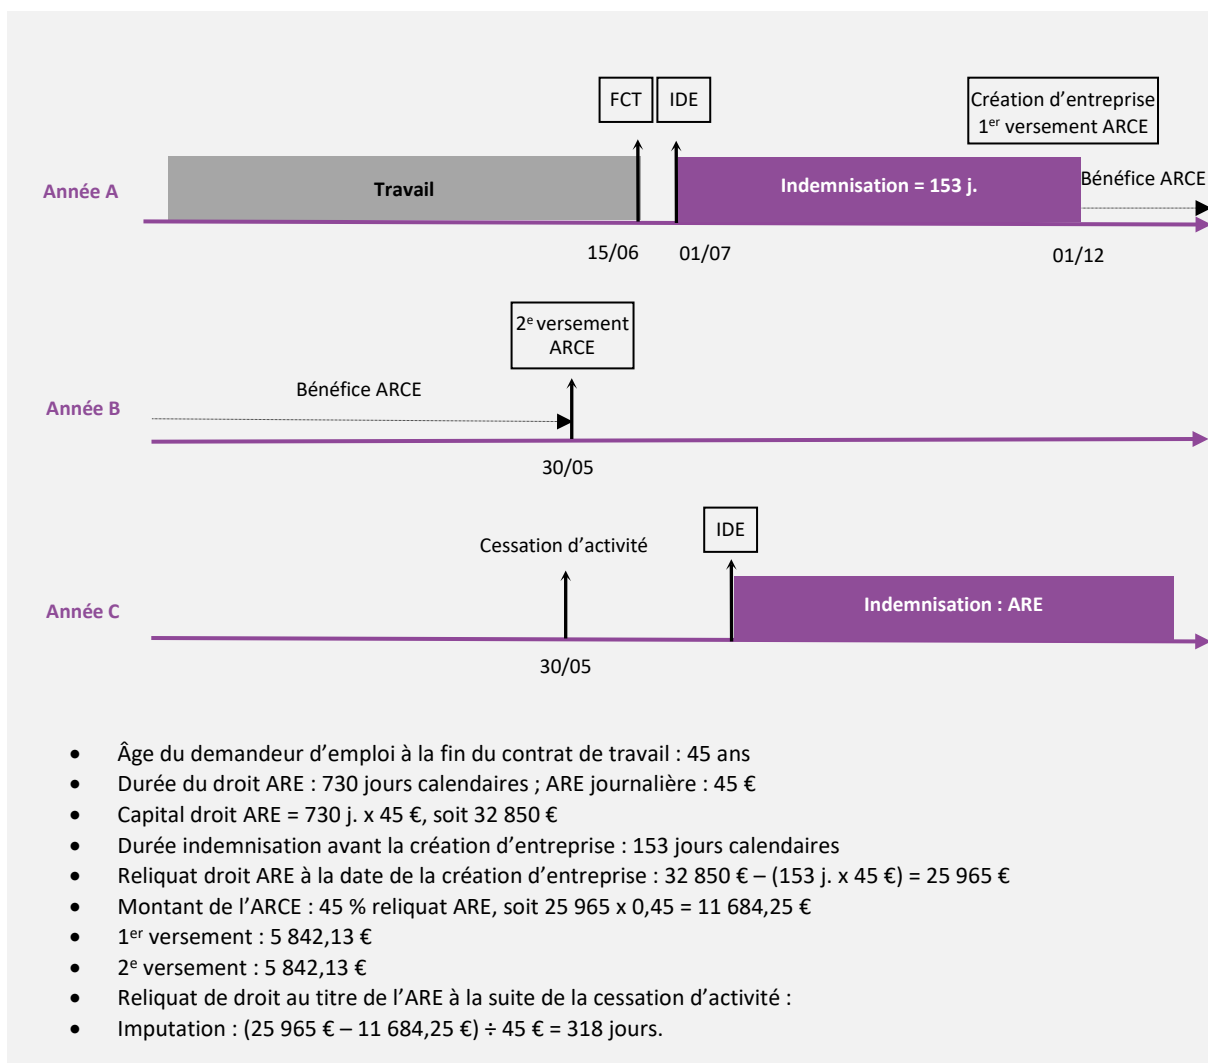 FCT
IDE
Création d’entreprise
1er versement ARCE
Année A
Travail
Indemnisation = 153 j.
Bénéfice ARCE
15/06
01/07
01/12
2e versement
ARCE
Bénéfice ARCE
Année B
30/05
Cessation d’activité
IDE
Année C
Indemnisation : ARE
30/05
• Âge du demandeur d’emploi à la fin du contrat de travail : 45 ans
• Durée du droit ARE : 730 jours calendaires ; ARE journalière : 45 €
• Capital droit ARE = 730 j. x 45 €, soit 32 850 €
• Durée indemnisation avant la création d’entreprise : 153 jours calendaires
• Reliquat droit ARE à la date de la création d’entreprise : 32 850 € – (153 j. x 45 €) = 25 965 €
• Montant de l’ARCE : 45 % reliquat ARE, soit 25 965 x 0,45 = 11 684,25 €
• 1er versement : 5 842,13 €
• 2e versement : 5 842,13 €
• Reliquat de droit au titre de l’ARE à la suite de la cessation d’activité :
• Imputation : (25 965 € – 11 684,25 €) ÷ 45 € = 318 jours.